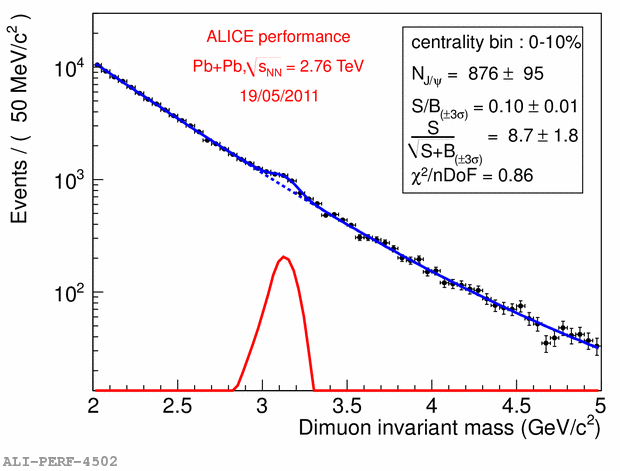 ALICE performance
Pb+Pb,√sNN = 2.76 TeV
19/05/2011
centrality bin : 0-10%
NJ/ψ = 876 ± 95
S/B(±3σ) = 0.10 ± 0.01
S/√S+B(±3σ) = 8.7 ± 1.8
χ²/nDoF = 0.86
Events / ( 50 MeV/c²)
10⁴
10³
10²
2 2.5 3 3.5 4 4.5 5
Dimuon invariant mass (GeV/c²)
ALI-PERF-4502